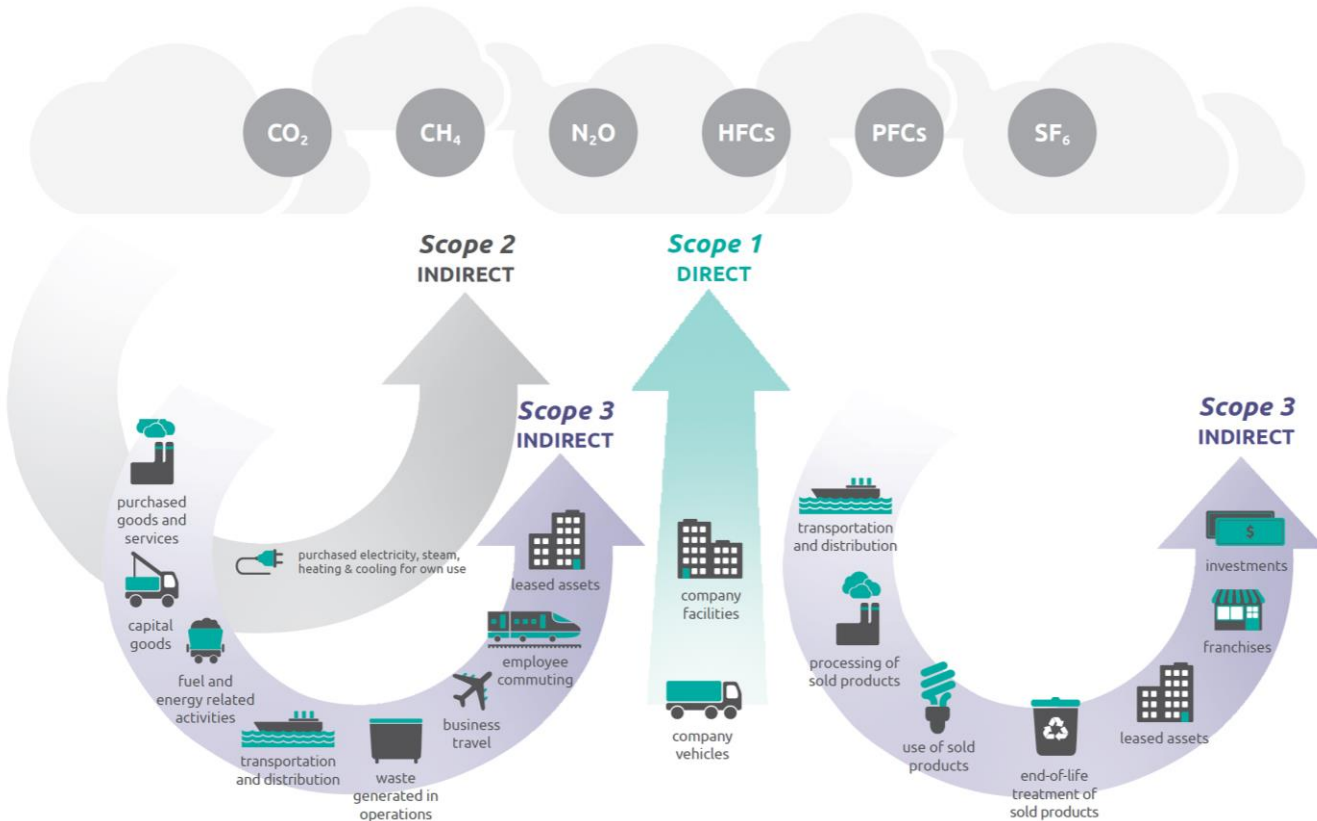 CO₂
CH₄
N₂O
HFCs
PFCs
SF₆
Scope 2
INDIRECT
Scope 1
DIRECT
Scope 3
INDIRECT
Scope 3
INDIRECT
purchased
goods and
services
capital
goods
fuel and
energy related
activities
transportation
and distribution
waste
generated in
operations
business
travel
employee
commuting
leased assets
purchased electricity, steam,
heating & cooling for own use
company
facilities
company
vehicles
transportation
and distribution
processing of
sold products
use of sold
products
end-of-life
treatment of
sold products
leased assets
franchises
$
investments